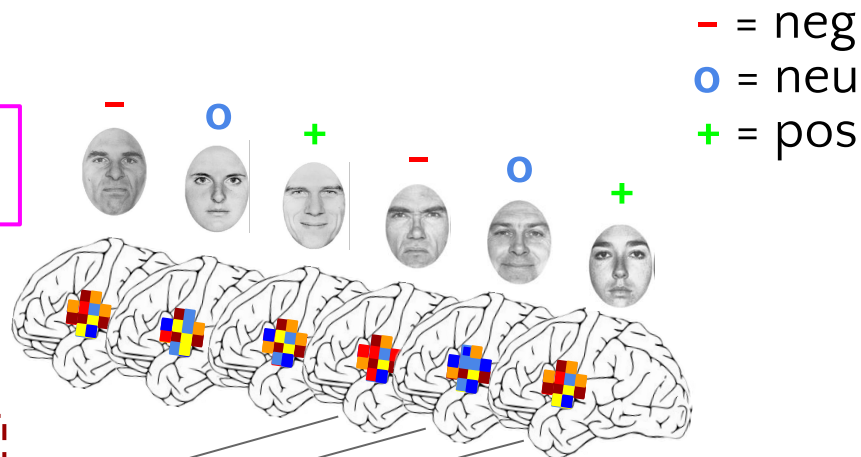 – = neg
o = neu
+ = pos
–
o
+
–
o
+